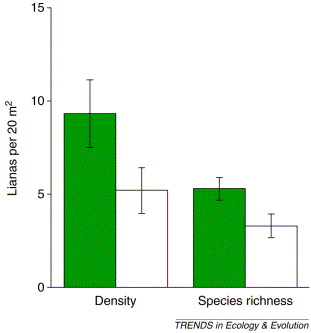 15
10
5
0
Lianas per 20 m²
Density
Species richness
TRENDS in Ecology & Evolution